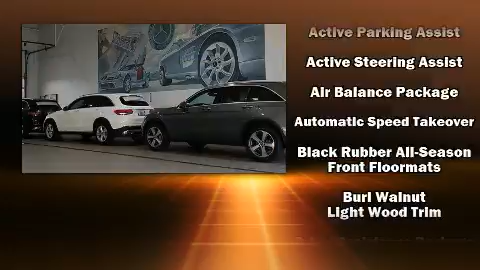 Active Parking Assist
Active Steering Assist
Air Balance Package
Automatic Speed Takeover
Black Rubber All-Season
Front Floormats
Burl Walnut
Light Wood Trim